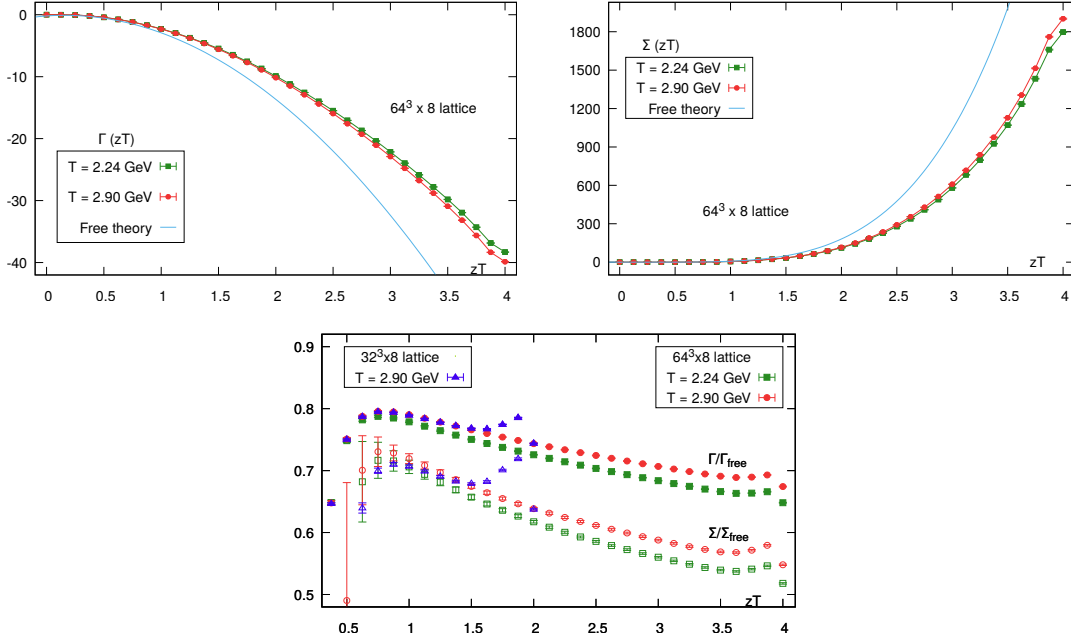 0
-10
-20
-30
-40
64³ x 8 lattice
Γ (zT)
T = 2.24 GeV
T = 2.90 GeV
Free theory
zT
0 0.5 1 1.5 2 2.5 3 3.5 4
1800
1500
1200
900
600
300
0
Σ (zT)
T = 2.24 GeV
T = 2.90 GeV
Free theory
64³ x 8 lattice
zT
0 0.5 1 1.5 2 2.5 3 3.5 4
0.9
0.8
0.7
0.6
0.5
32³x8 lattice
T = 2.90 GeV
64³x8 lattice
T = 2.24 GeV
T = 2.90 GeV
Γ/Γfree
Σ/Σfree
zT
0.5 1 1.5 2 2.5 3 3.5 4